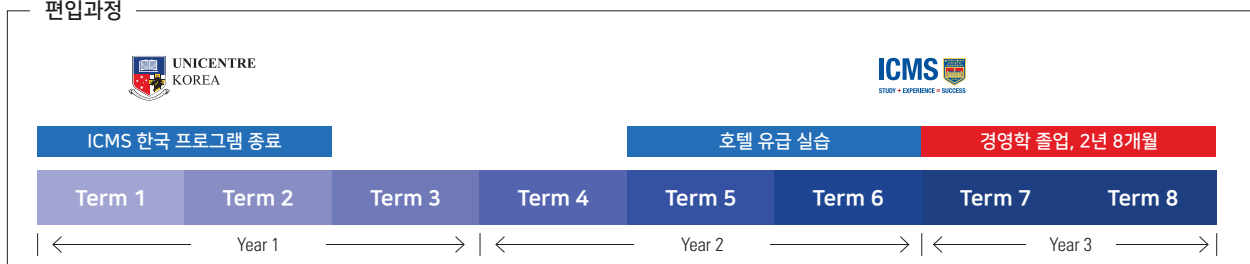 편입과정
UNICENTRE
KOREA
ICMS
STUDY + EXPERIENCE = SUCCESS
ICMS 한국 프로그램 종료
호텔 유급 실습
경영학 졸업, 2년 8개월
Term 1
Term 2
Term 3
Term 4
Term 5
Term 6
Term 7
Term 8
Year 1
Year 2
Year 3